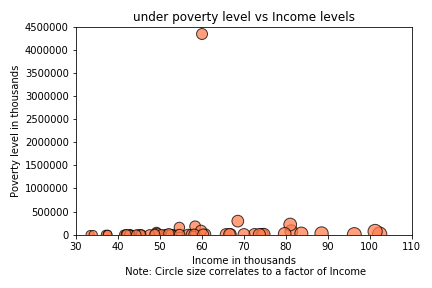 under poverty level vs Income levels
Poverty level in thousands
4500000
4000000
3500000
3000000
2500000
2000000
1500000
1000000
500000
0
30 40 50 60 70 80 90 100 110
Income in thousands
Note: Circle size correlates to a factor of Income